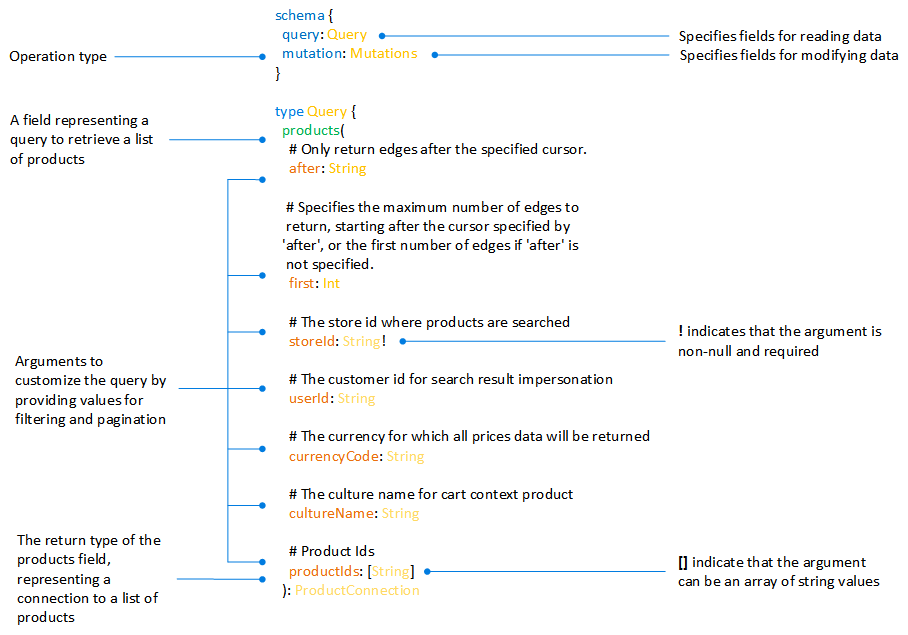 schema {
query: Query
Specifies fields for reading data
Operation type
mutation: Mutations
Specifies fields for modifying data
}
type Query {
A field representing a
query to retrieve a list
of products
products(
# Only return edges after the specified cursor.
after: String
# Specifies the maximum number of edges to
return, starting after the cursor specified by
'after', or the first number of edges if 'after' is
not specified.
first: Int
# The store id where products are searched
storeId: String!
! indicates that the argument is
non-null and required
Arguments to
customize the query by
providing values for
filtering and pagination
# The customer id for search result impersonation
userId: String
# The currency for which all prices data will be returned
currencyCode: String
# The culture name for cart context product
cultureName: String
The return type of the
products field,
representing a
connection to a list of
products
# Product Ids
productIds: [String]
[] indicate that the argument
can be an array of string values
): ProductConnection